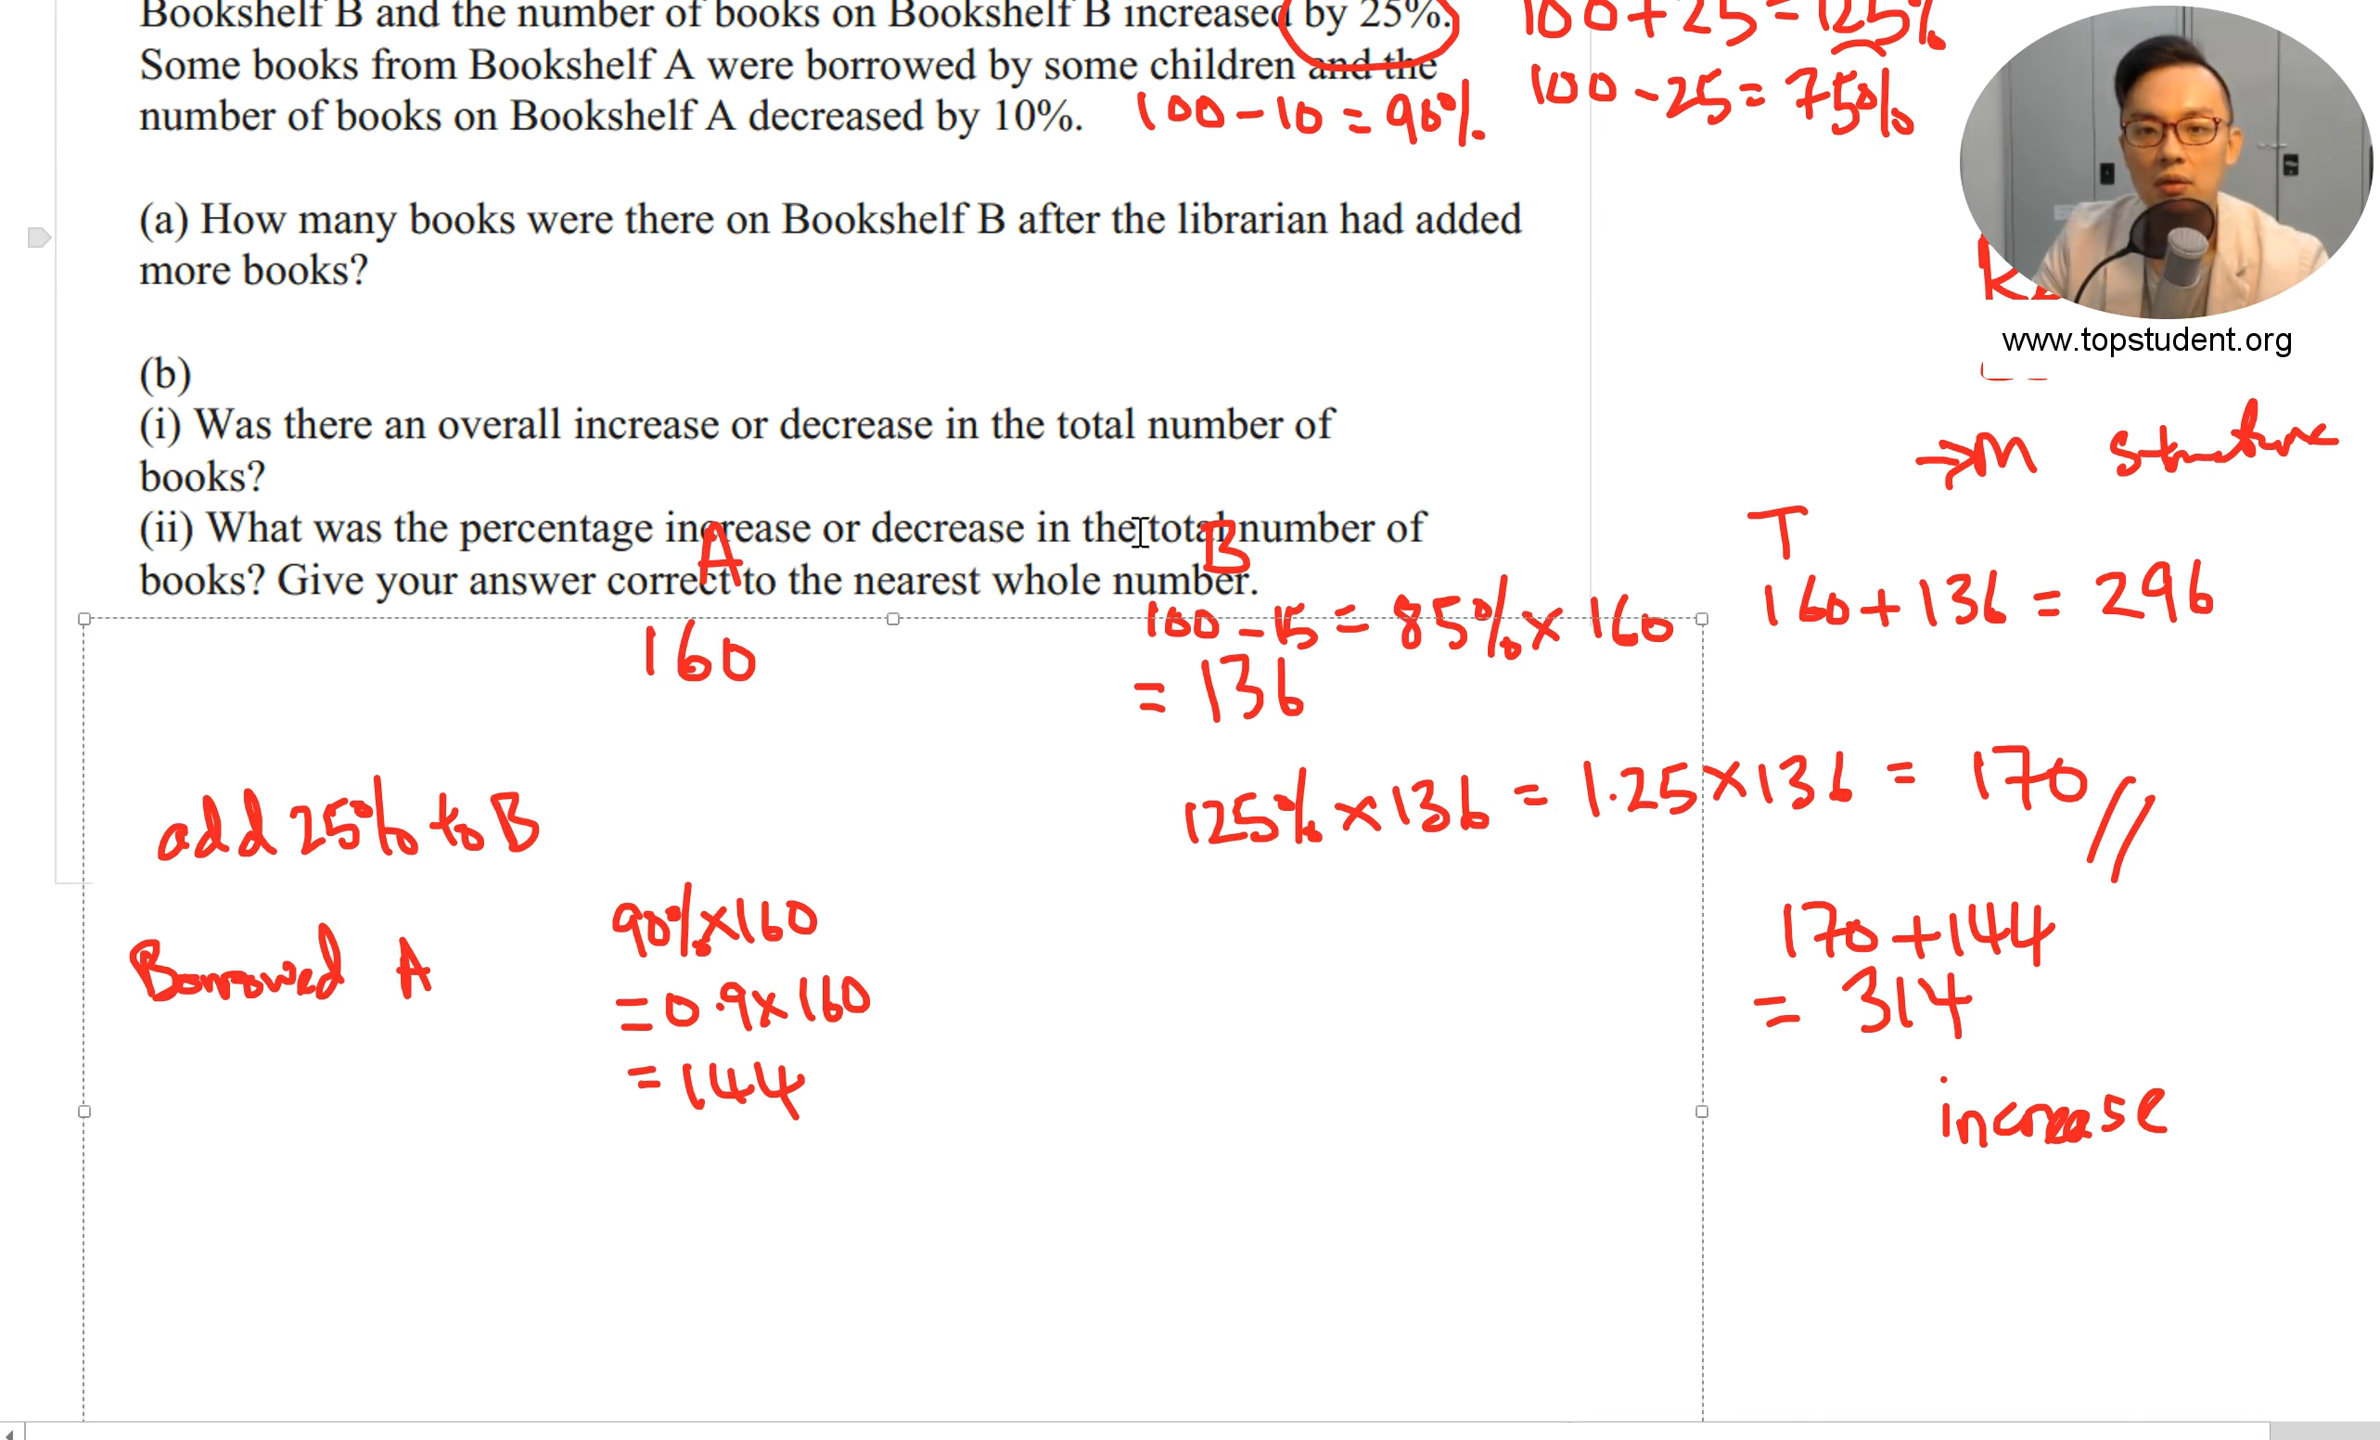 Bookshelf B and the number of books on Bookshelf B increased by 25%.
100+25=125%
Some books from Bookshelf A were borrowed by some children and the
100-25=75%
number of books on Bookshelf A decreased by 10%.
100-10=90%
(a) How many books were there on Bookshelf B after the librarian had added
more books?
www.topstudent.org
(b)
(i) Was there an overall increase or decrease in the total number of
books?
⇒M structure
(ii) What was the percentage increase or decrease in the total number of
books? Give your answer correct to the nearest whole number.
A B T
160
100-15=85%×160
=136
160+136=296
add 25% to B
125%×136=1.25×136=170
Borrowed A
90%×160
=0.9×160
=144
170+144
=314
increase